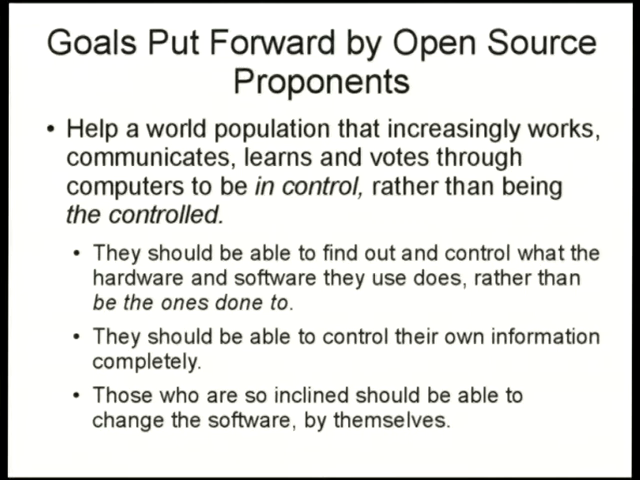 Goals Put Forward by Open Source
Proponents
• Help a world population that increasingly works,
communicates, learns and votes through
computers to be in control, rather than being
the controlled.
• They should be able to find out and control what the
hardware and software they use does, rather than
be the ones done to.
• They should be able to control their own information
completely.
• Those who are so inclined should be able to
change the software, by themselves.